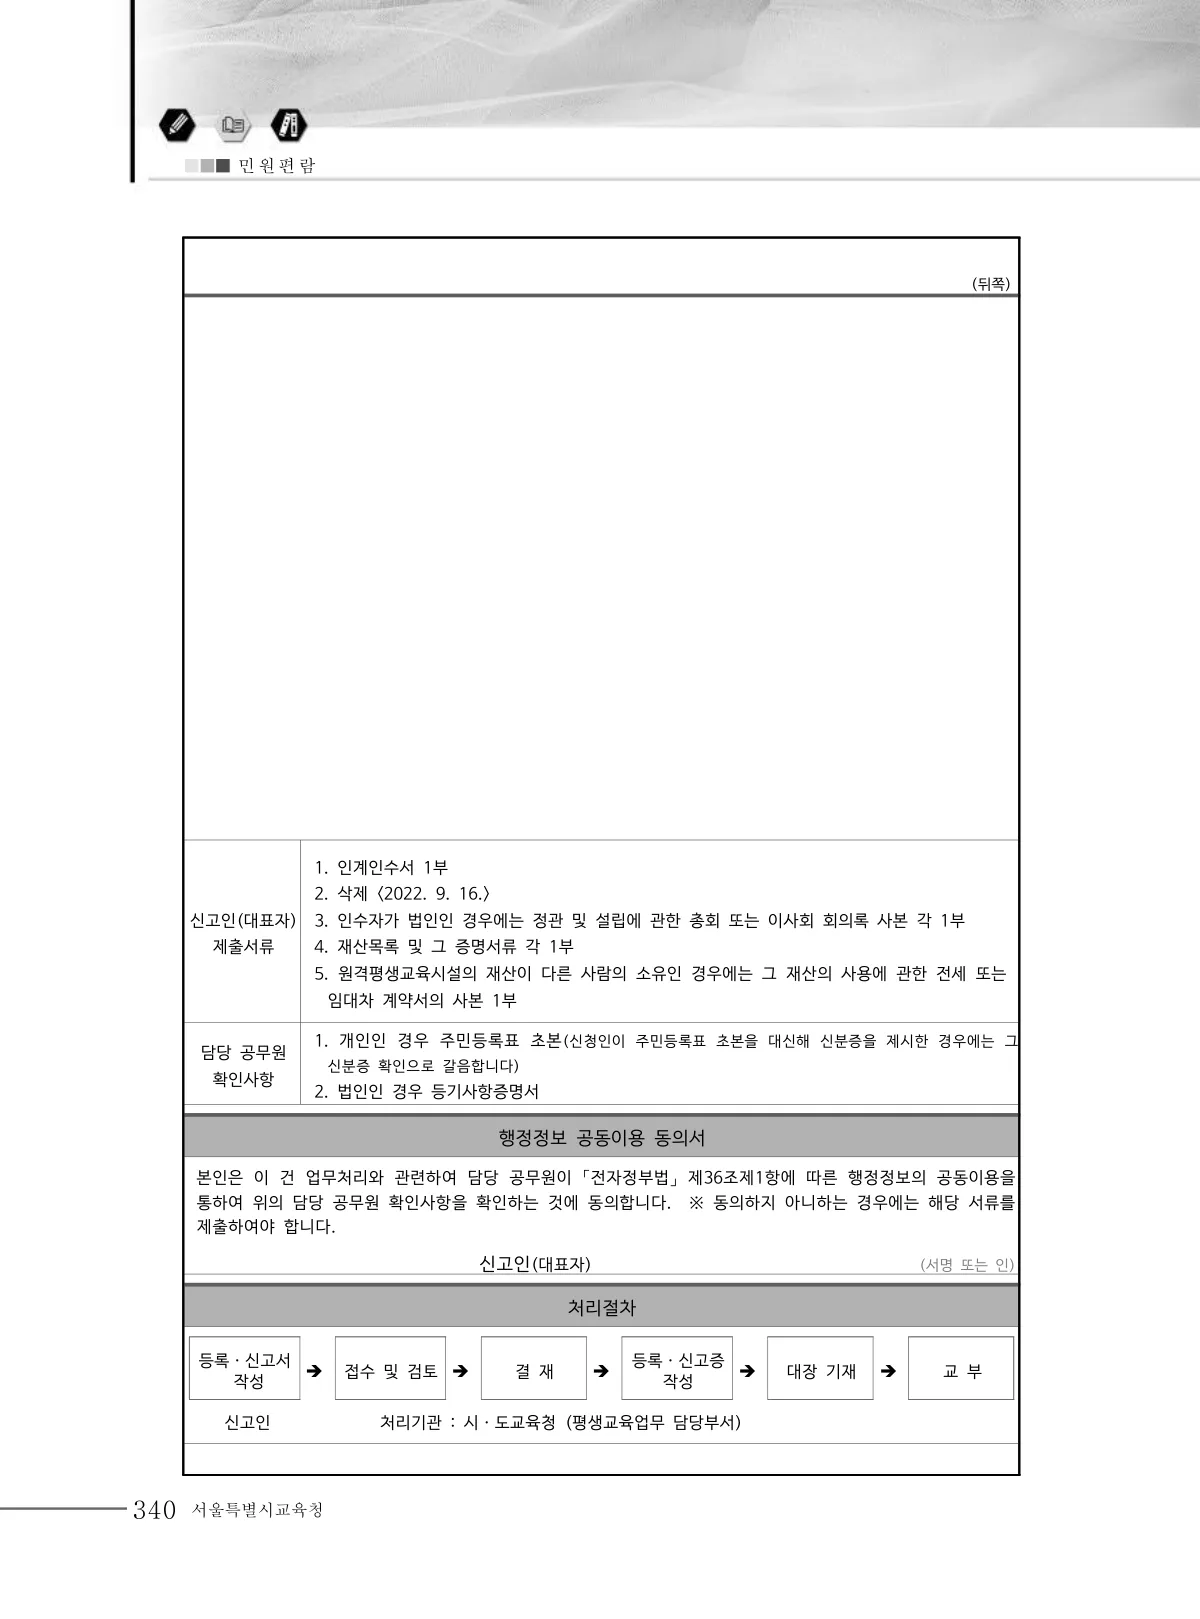 민원편람
(뒤쪽)
신고인(대표자)
제출서류
1. 인계인수서 1부
2. 삭제 <2022. 9. 16.>
3. 인수자가 법인인 경우에는 정관 및 설립에 관한 총회 또는 이사회 회의록 사본 각 1부
4. 재산목록 및 그 증명서류 각 1부
5. 원격평생교육시설의 재산이 다른 사람의 소유인 경우에는 그 재산의 사용에 관한 전세 또는
임대차 계약서의 사본 1부
담당 공무원
확인사항
1. 개인인 경우 주민등록표 초본(신청인이 주민등록표 초본을 대신해 신분증을 제시한 경우에는 그
신분증 확인으로 갈음합니다)
2. 법인인 경우 등기사항증명서
행정정보 공동이용 동의서
본인은 이 건 업무처리와 관련하여 담당 공무원이 「전자정부법」 제36조제1항에 따른 행정정보의 공동이용을
통하여 위의 담당 공무원 확인사항을 확인하는 것에 동의합니다. ※ 동의하지 아니하는 경우에는 해당 서류를
제출하여야 합니다.
신고인(대표자) (서명 또는 인)
처리절차
등록ㆍ신고서
작성
➔
접수 및 검토
➔
결 재
➔
등록ㆍ신고증
작성
➔
대장 기재
➔
교 부
신고인
처리기관 : 시ㆍ도교육청 (평생교육업무 담당부서)
340 서울특별시교육청